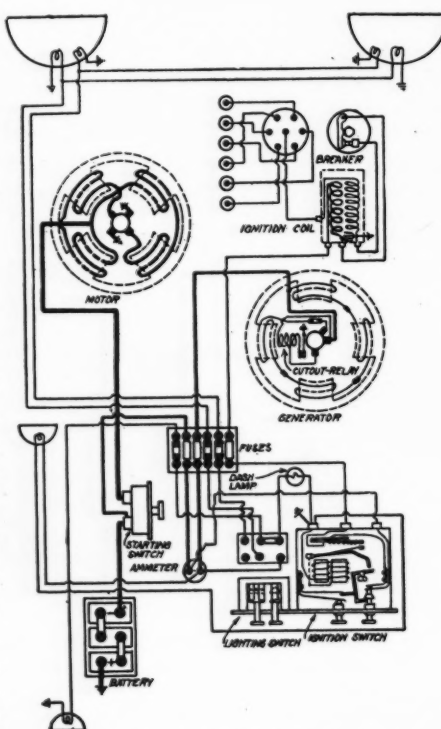 BREAKER
IGNITION COIL
MOTOR
CUTOUT-RELAY
GENERATOR
FUSES
DASH
LAMP
STARTING
SWITCH
AMMETER
LIGHTING SWITCH
IGNITION SWITCH
BATTERY